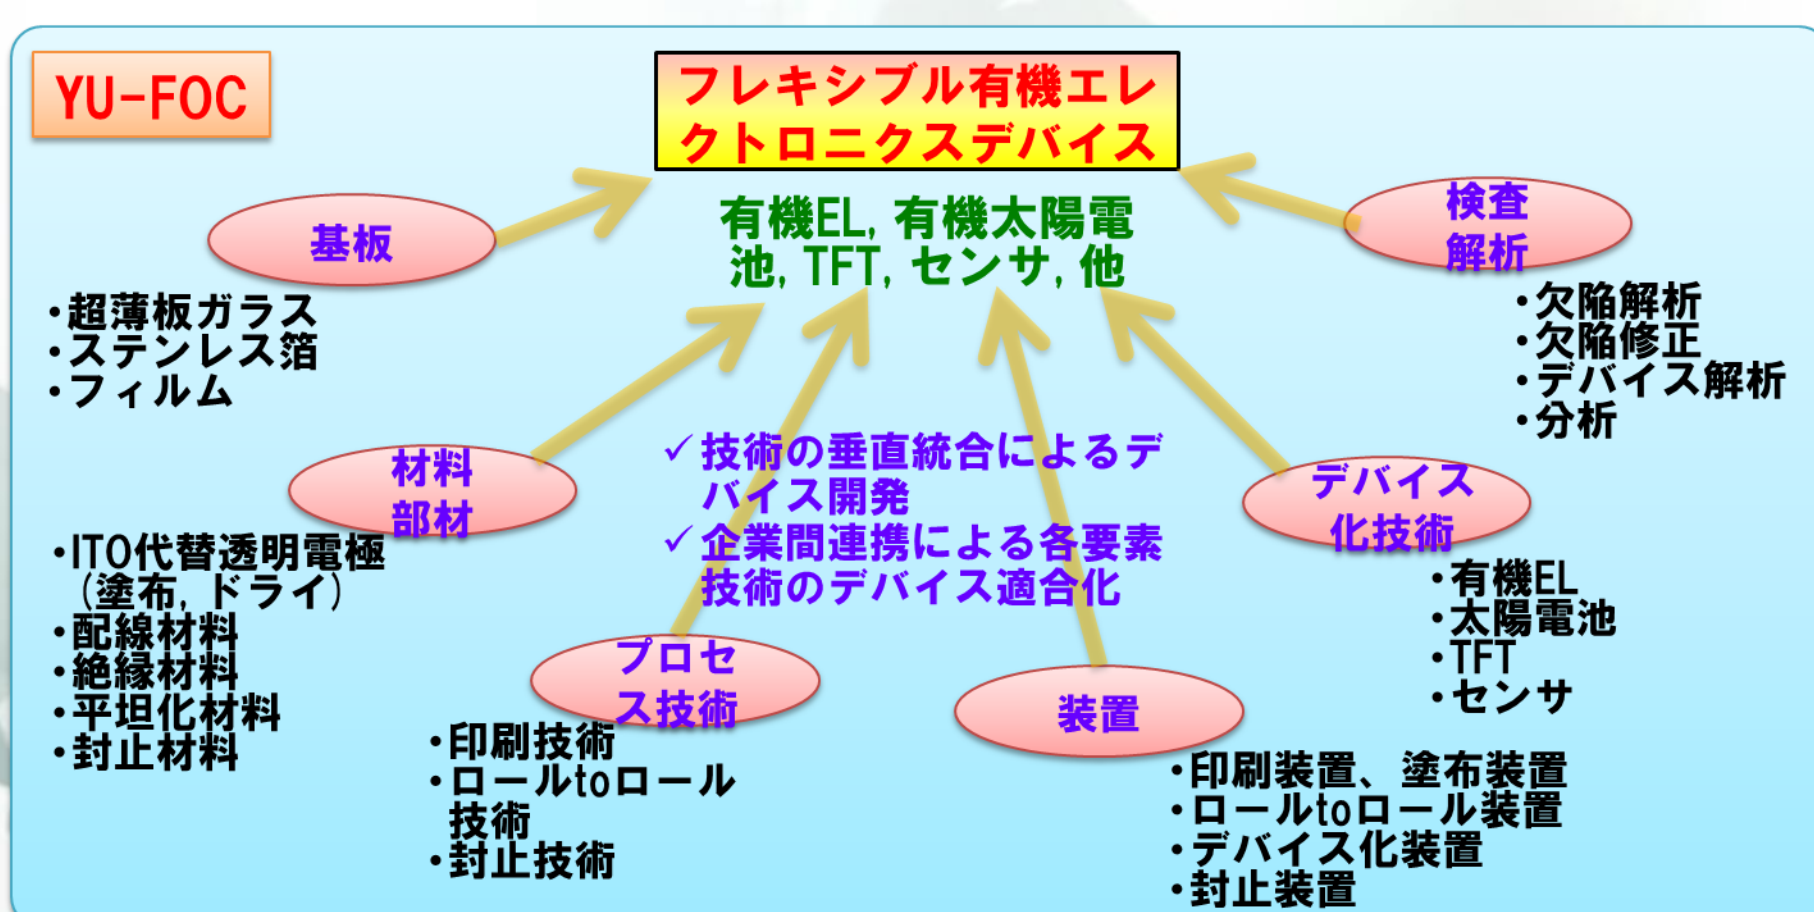 YU-FOC
フレキシブル有機エレ
クトロニクスデバイス
有機EL, 有機太陽電
池, TFT, センサ, 他
基板
・超薄板ガラス
・ステンレス箔
・フィルム
検査
解析
・欠陥解析
・欠陥修正
・デバイス解析
・分析
材料
部材
・ITO代替透明電極
(塗布, ドライ)
・配線材料
・絶縁材料
・平坦化材料
・封止材料
✓技術の垂直統合によるデ
バイス開発
✓企業間連携による各要素
技術のデバイス適合化
デバイス
化技術
・有機EL
・太陽電池
・TFT
・センサ
プロセ
ス技術
・印刷技術
・ロールtoロール
技術
・封止技術
装置
・印刷装置、塗布装置
・ロールtoロール装置
・デバイス化装置
・封止装置